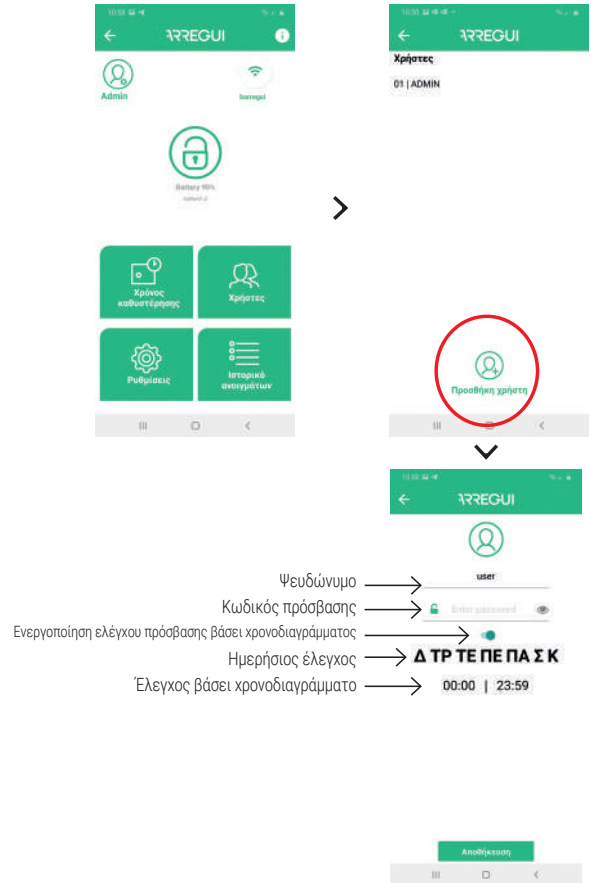 10:58
ARREGUI
Admin
Battery 90%
Χρόνος
καθυστέρησης
Χρήστες
Ρυθμίσεις
Ιστορικό
ανοιγμάτων
>
ARREGUI
Χρήστες
01 | ADMIN
Προσθήκη χρήστη
ARREGUI
user
Ψευδώνυμο
Enter password
Κωδικός πρόσβασης
Ενεργοποίηση ελέγχου πρόσβασης βάσει χρονοδιαγράμματος
Ημερήσιος έλεγχος
Δ ΤΡ ΤΕ ΠΕ ΠΑ Σ Κ
Έλεγχος βάσει χρονοδιαγράμματο
00:00 | 23:59
Αποθήκευση